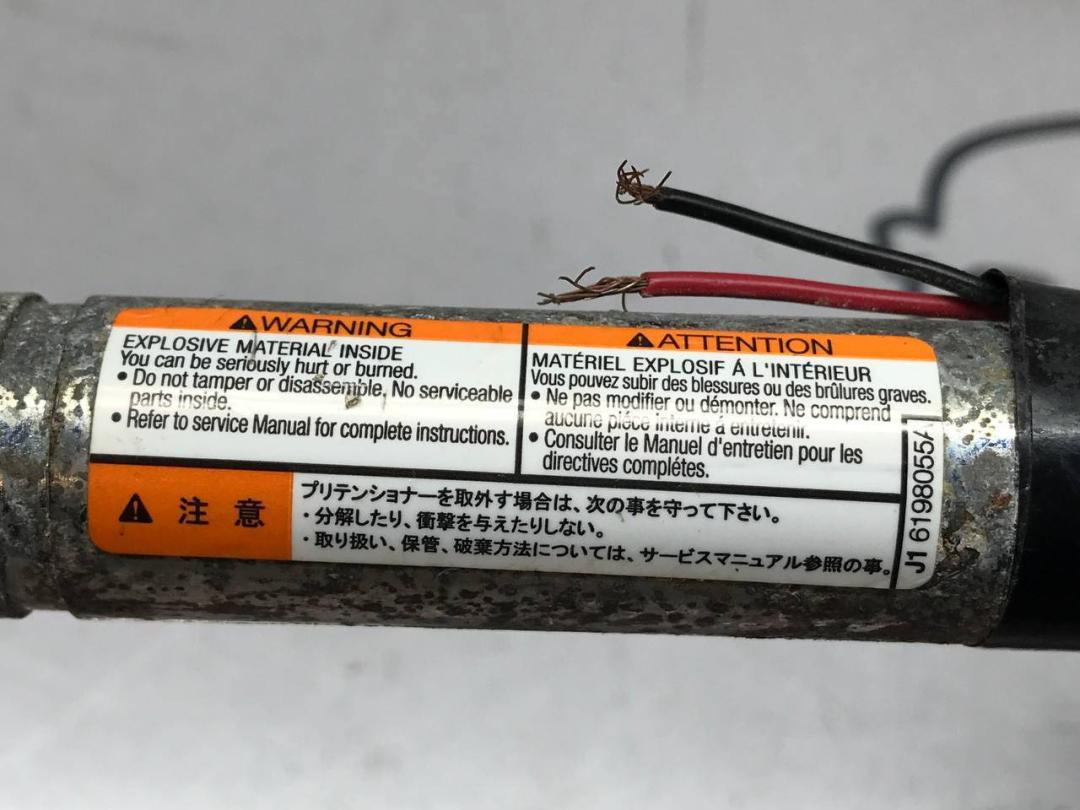 ⚠WARNING
EXPLOSIVE MATERIAL INSIDE
You can be seriously hurt or burned.
• Do not tamper or disassemble. No serviceable
parts inside.
• Refer to service Manual for complete instructions.
⚠ATTENTION
MATÉRIEL EXPLOSIF Á L'INTÉRIEUR
Vous pouvez subir des blessures ou des brûlures graves.
• Ne pas modifier ou démonter. Ne comprend
aucune piéce interne à entretenir.
• Consulter le Manuel d'entretien pour les
directives complétes.
⚠ 注 意
プリテンショナーを取外す場合は、次の事を守って下さい。
・分解したり、衝撃を与えたりしない。
・取り扱い、保管、破棄方法については、サービスマニュアル参照の事。
J1 6198055A